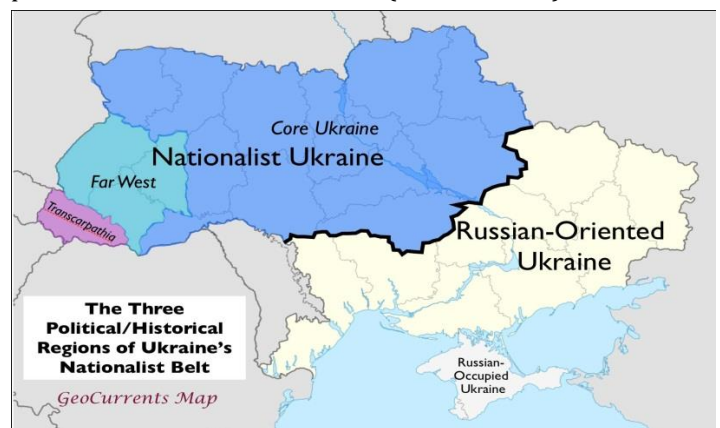 Core Ukraine
Nationalist Ukraine
Far West
Transcarpathia
Russian-Oriented
Ukraine
The Three
Political/Historical
Regions of Ukraine's
Nationalist Belt
GeoCurrents Map
Russian-
Occupied
Ukraine